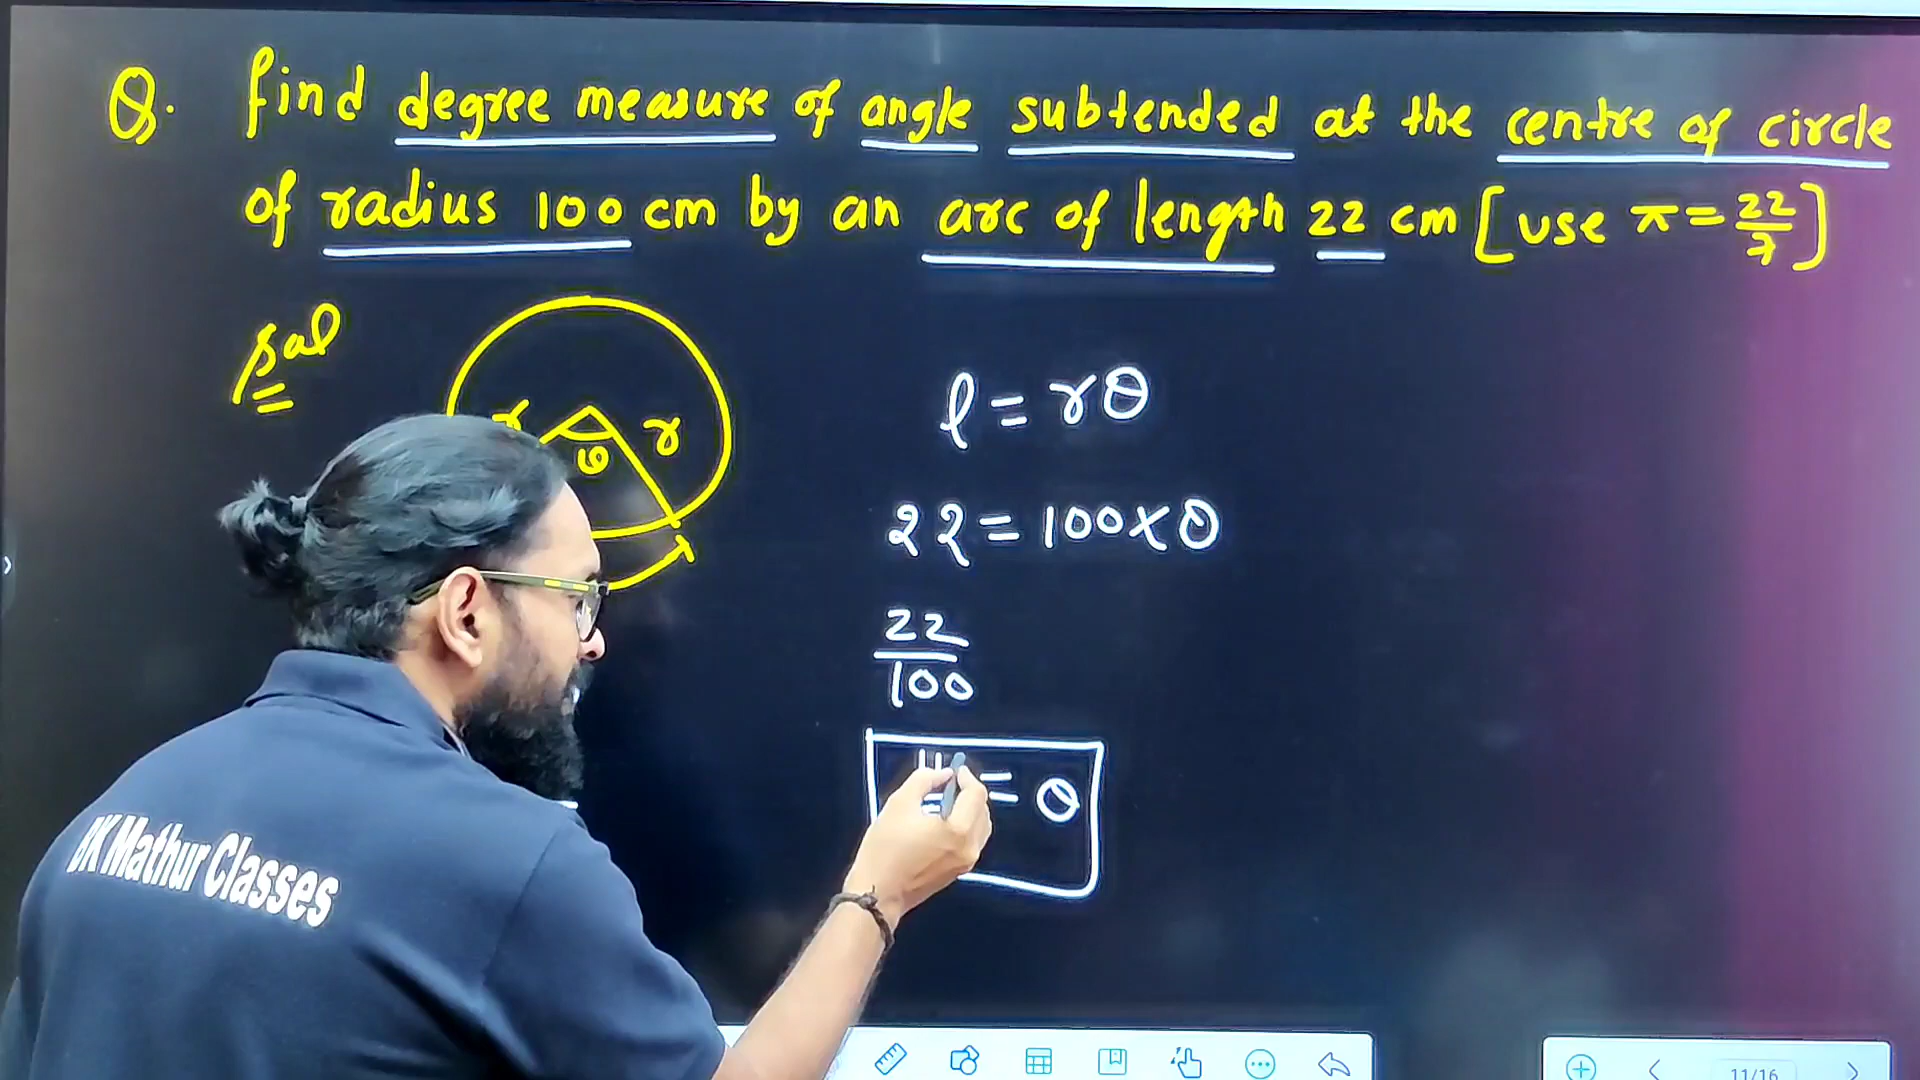 Q. find degree measure of angle subtended at the centre of circle
of radius 100 cm by an arc of length 22 cm [use π = 22/7]
sol
r
r
θ
l = rθ
22 = 100 × θ
22/100
11 = θ
Mathur Classes
11/16